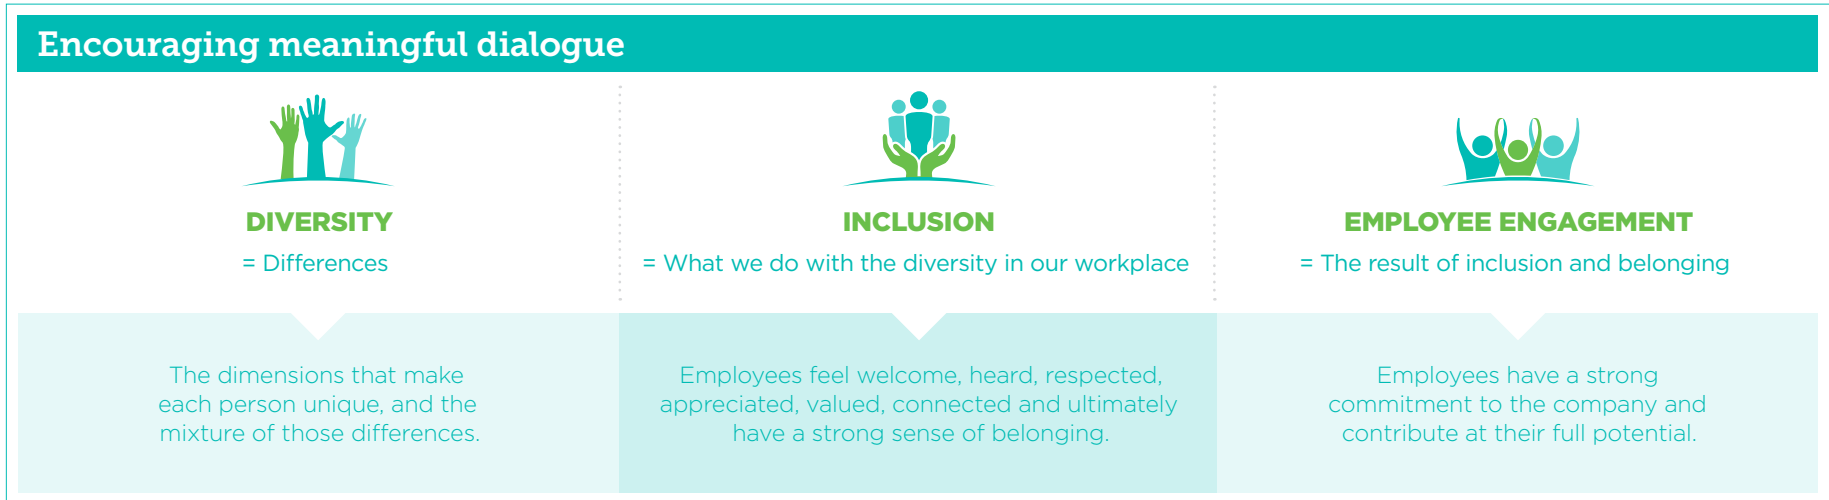 Encouraging meaningful dialogue
DIVERSITY
= Differences
The dimensions that make
each person unique, and the
mixture of those differences.
INCLUSION
= What we do with the diversity in our workplace
Employees feel welcome, heard, respected,
appreciated, valued, connected and ultimately
have a strong sense of belonging.
EMPLOYEE ENGAGEMENT
= The result of inclusion and belonging
Employees have a strong
commitment to the company and
contribute at their full potential.